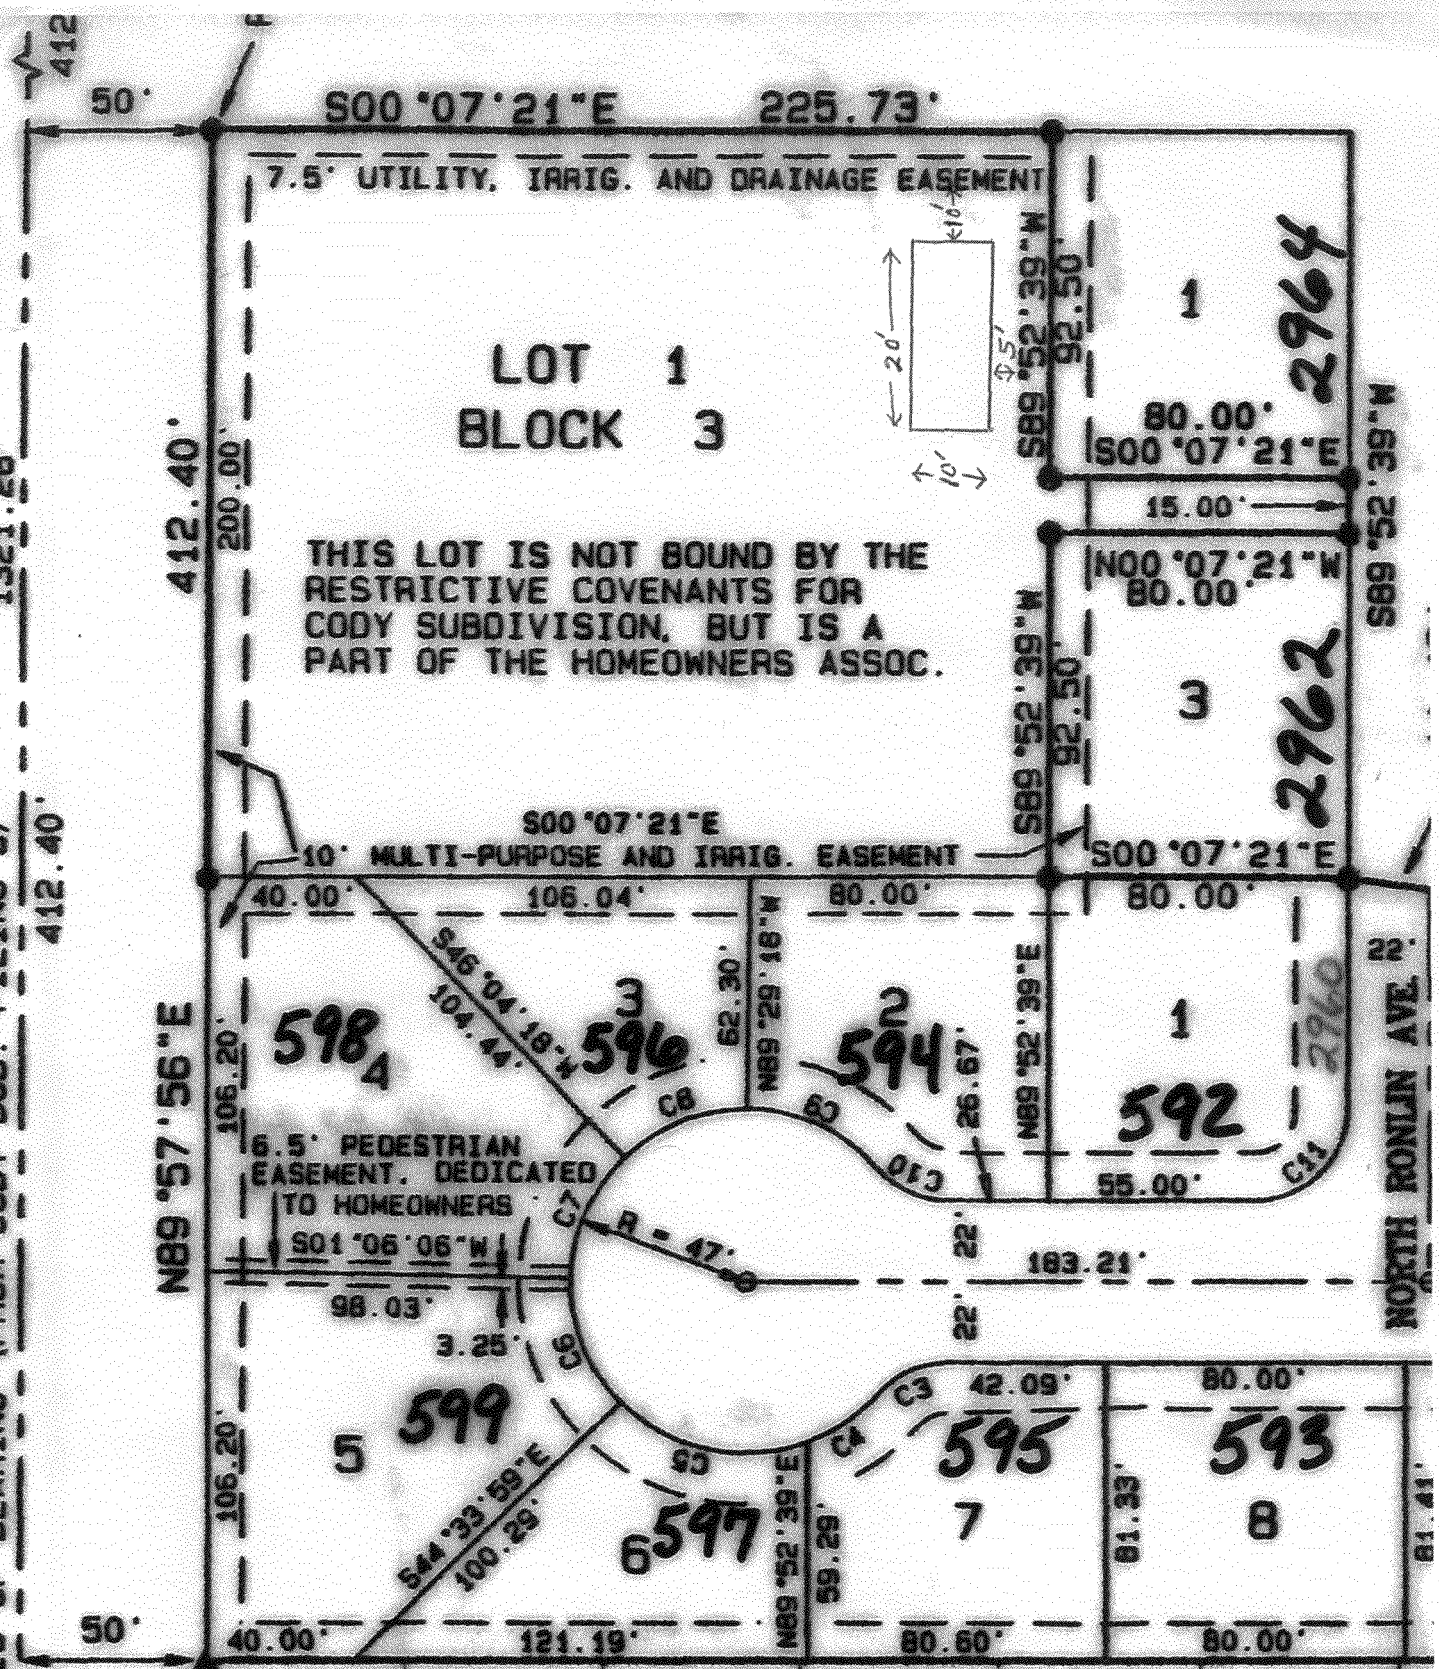 412
50'
S00°07'21"E 225.73'
7.5' UTILITY, IRRIG. AND DRAINAGE EASEMENT
10'
20'
5'
10'
S89°52'39"W
92.50'
1
2964
LOT 1
BLOCK 3
80.00'
S00°07'21"E
S89°52'39"W
412.40'
200.00'
15.00'
N00°07'21"W
80.00'
THIS LOT IS NOT BOUND BY THE
RESTRICTIVE COVENANTS FOR
CODY SUBDIVISION, BUT IS A
PART OF THE HOMEOWNERS ASSOC.
S89°52'39"W
92.50'
3
2962
412.40'
S00°07'21"E
10' MULTI-PURPOSE AND IRRIG. EASEMENT
S00°07'21"E
40.00'
106.04'
80.00'
80.00'
S46°04'18"W
104.44'
3
596
62.30'
N89°29'18"W
2
594
26.67'
N89°52'39"E
1
2960
592
22'
NORTH RONLIN AVE.
N89°57'56"E
106.20'
598
4
C8
C9
C10
55.00'
C11
6.5' PEDESTRIAN
EASEMENT, DEDICATED
TO HOMEOWNERS
C7
S01°06'06"W
R = 47'
22'
183.21'
98.03'
3.25'
22'
C6
106.20'
5
599
S44°33'59"E
100.29'
C5
C4
C3
42.09'
80.00'
6
597
N89°52'39"E
59.29'
595
7
81.33'
593
8
81.41'
50'
40.00'
121.19'
80.60'
80.00'